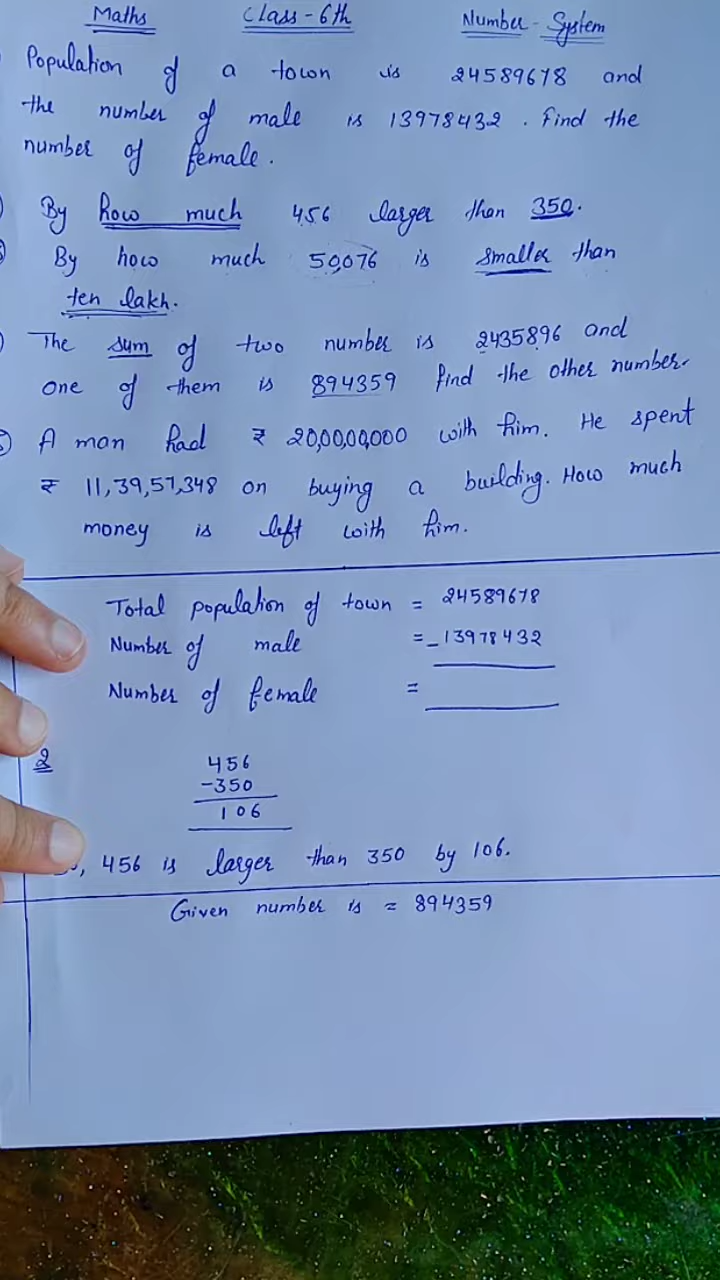 Maths Class-6th Number-System
Population of a town is 24589678 and
the number of male is 13978432. Find the
number of female.
By how much 456 larger than 350.
By how much 50,076 is smaller than
ten lakh.
The sum of two number is 2435896 and
one of them is 894359 find the other number.
A man had ₹ 20,00,00,000 with him. He spent
₹ 11,39,57,348 on buying a building. How much
money is left with him.
Total population of town = 24589678
Number of male = - 13978432
Number of female =
2
456
-350
106
, 456 is larger than 350 by 106.
Given number is = 894359